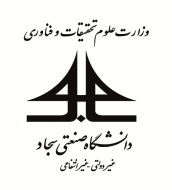 وزارت علوم تحقیقات و فناوری
دانشگاه صنعتی سجاد
غیردولتی - غیرانتفاعی